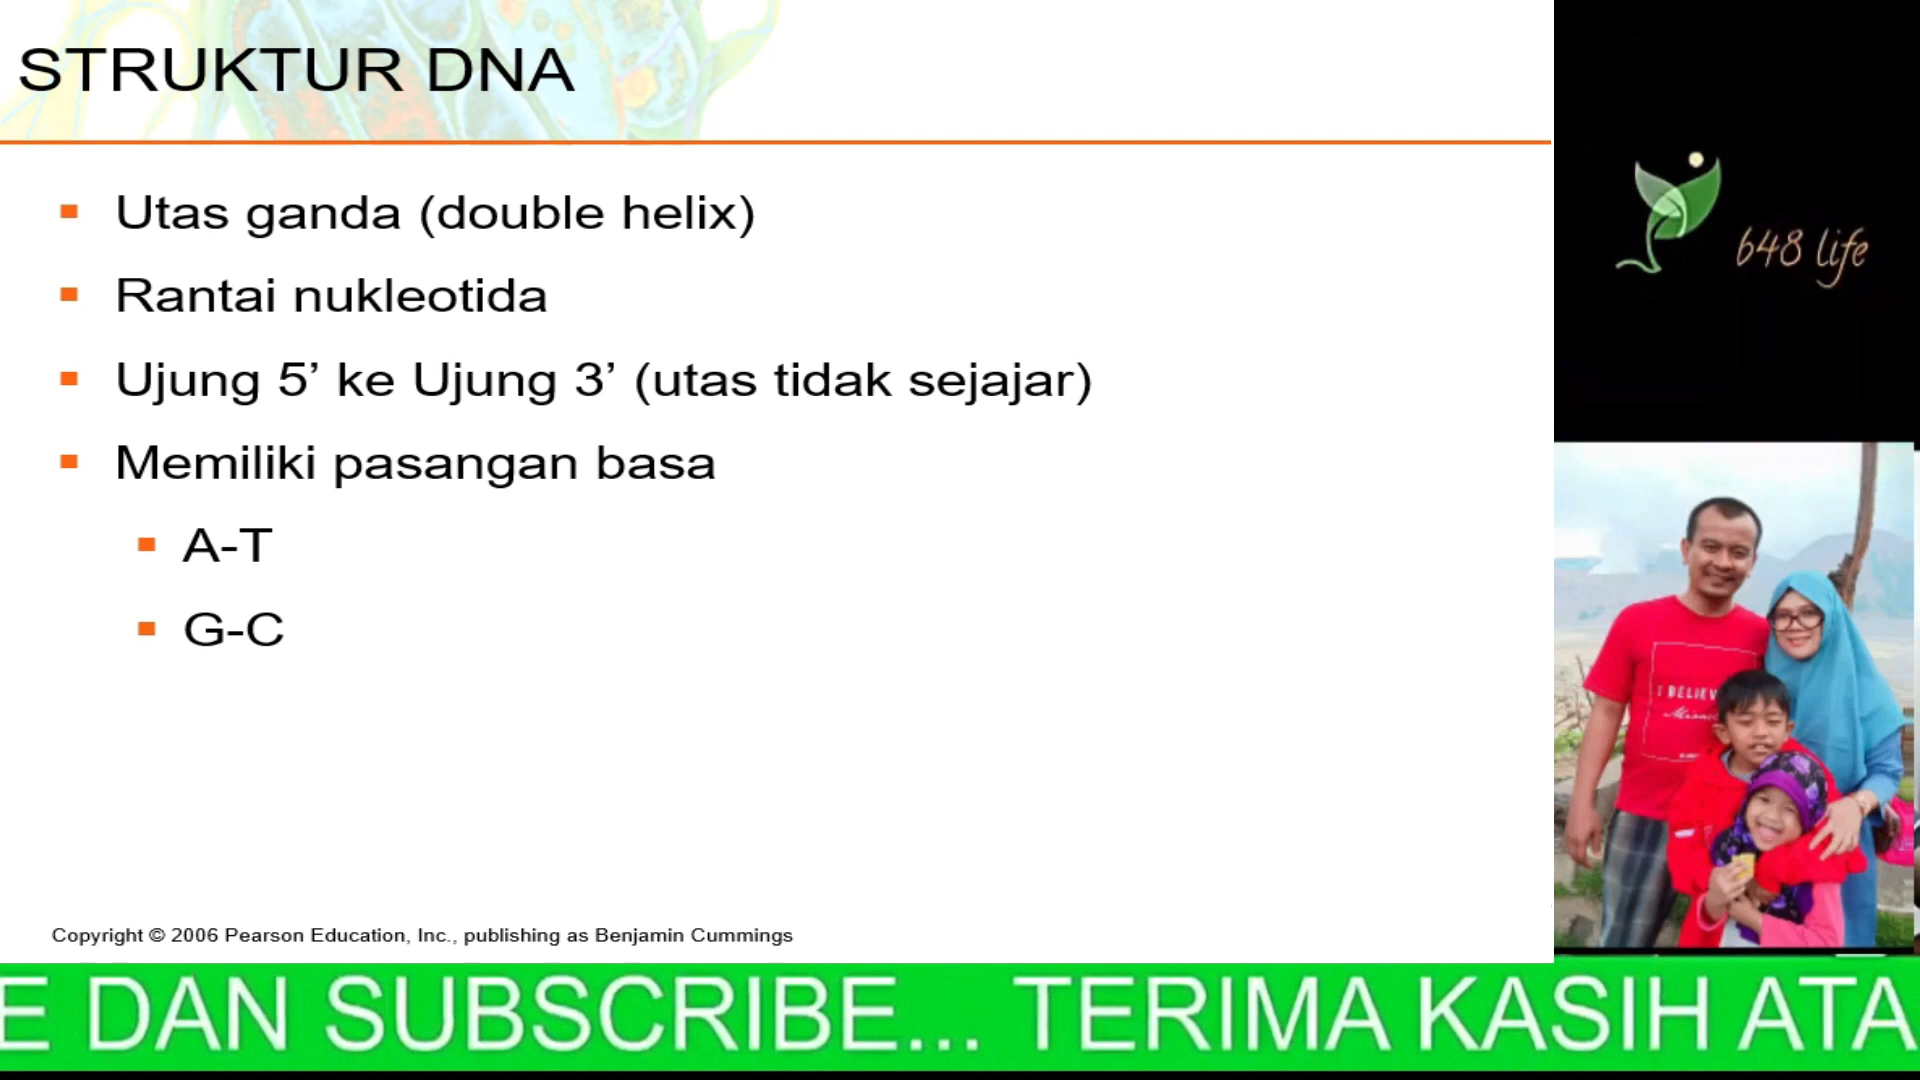 STRUKTUR DNA
Utas ganda (double helix)
Rantai nukleotida
Ujung 5’ ke Ujung 3’ (utas tidak sejajar)
Memiliki pasangan basa
A-T
G-C
Copyright © 2006 Pearson Education, Inc., publishing as Benjamin Cummings
648 life
I BELIEV
E DAN SUBSCRIBE... TERIMA KASIH ATA